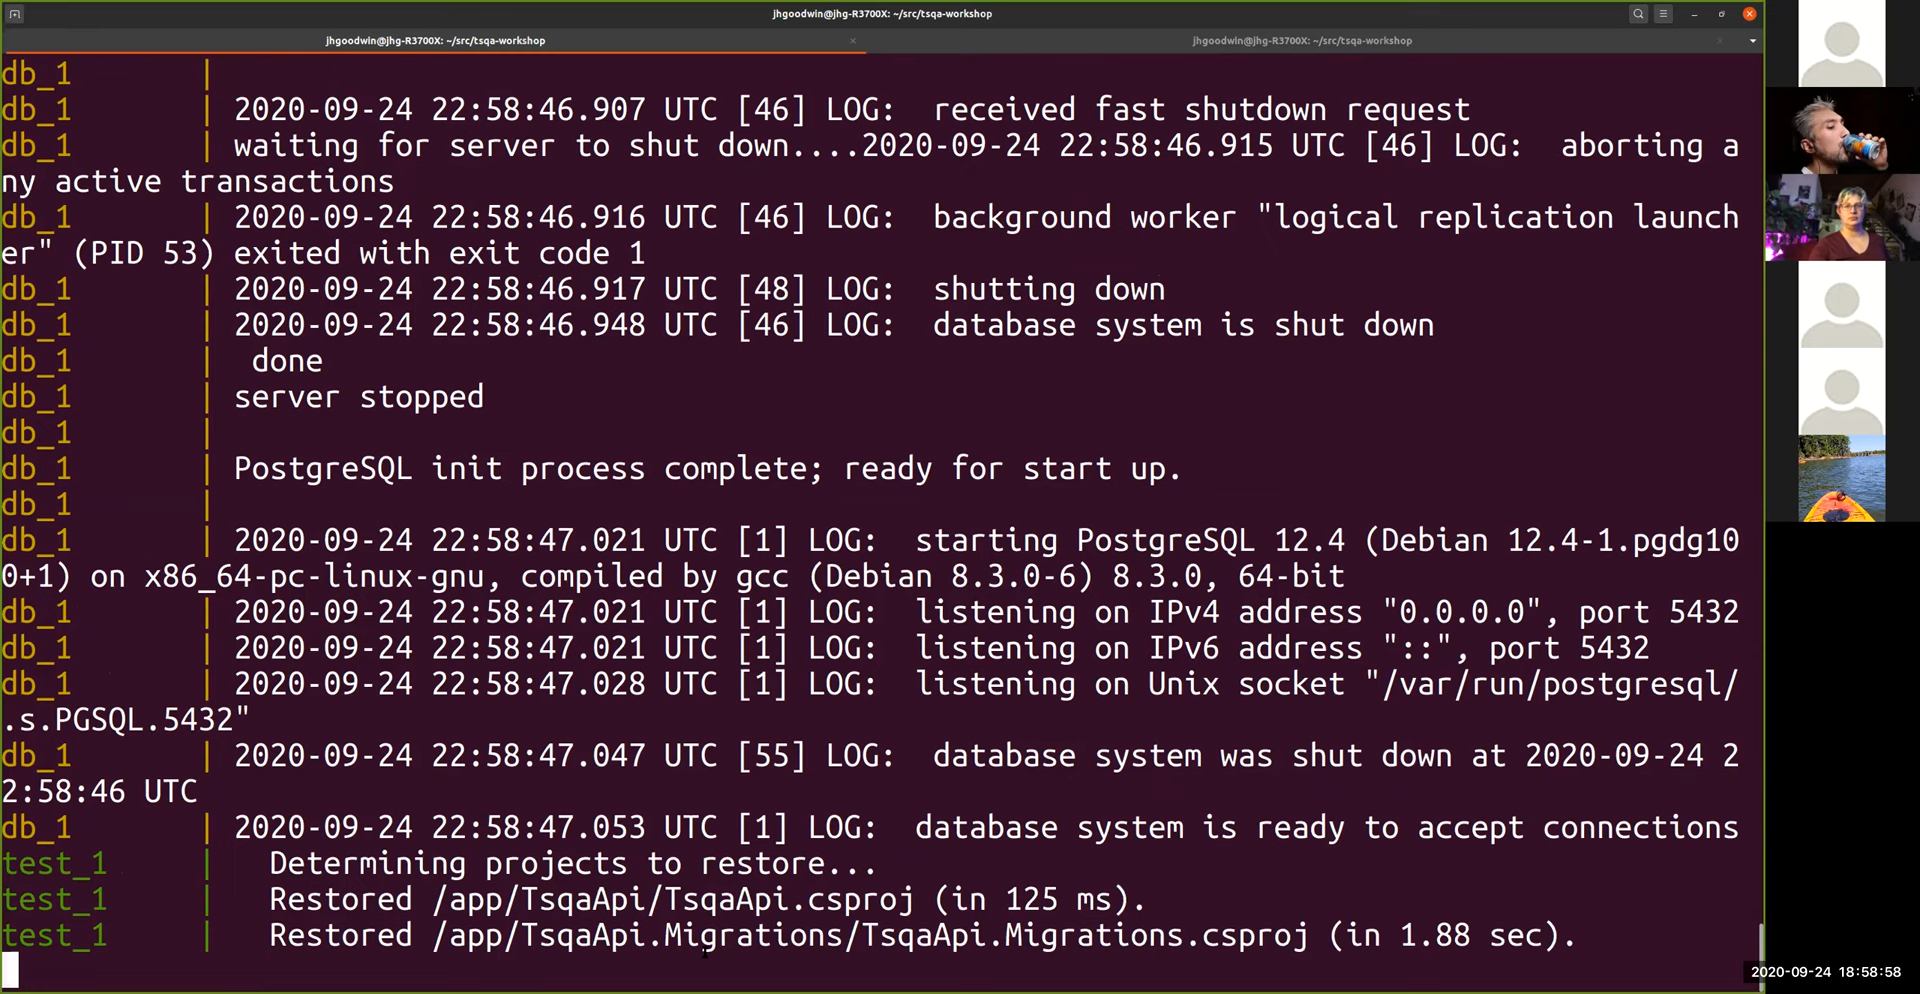 jhgoodwin@jhg-R3700X: ~/src/tsqa-workshop
jhgoodwin@jhg-R3700X: ~/src/tsqa-workshop
jhgoodwin@jhg-R3700X: ~/src/tsqa-workshop
db_1 |
db_1 | 2020-09-24 22:58:46.907 UTC [46] LOG:  received fast shutdown request
db_1 | waiting for server to shut down....2020-09-24 22:58:46.915 UTC [46] LOG:  aborting a
ny active transactions
db_1 | 2020-09-24 22:58:46.916 UTC [46] LOG:  background worker "logical replication launch
er" (PID 53) exited with exit code 1
db_1 | 2020-09-24 22:58:46.917 UTC [48] LOG:  shutting down
db_1 | 2020-09-24 22:58:46.948 UTC [46] LOG:  database system is shut down
db_1 |  done
db_1 | server stopped
db_1 |
db_1 | PostgreSQL init process complete; ready for start up.
db_1 |
db_1 | 2020-09-24 22:58:47.021 UTC [1] LOG:  starting PostgreSQL 12.4 (Debian 12.4-1.pgdg10
0+1) on x86_64-pc-linux-gnu, compiled by gcc (Debian 8.3.0-6) 8.3.0, 64-bit
db_1 | 2020-09-24 22:58:47.021 UTC [1] LOG:  listening on IPv4 address "0.0.0.0", port 5432
db_1 | 2020-09-24 22:58:47.021 UTC [1] LOG:  listening on IPv6 address "::", port 5432
db_1 | 2020-09-24 22:58:47.028 UTC [1] LOG:  listening on Unix socket "/var/run/postgresql/
.s.PGSQL.5432"
db_1 | 2020-09-24 22:58:47.047 UTC [55] LOG:  database system was shut down at 2020-09-24 2
2:58:46 UTC
db_1 | 2020-09-24 22:58:47.053 UTC [1] LOG:  database system is ready to accept connections
test_1 |   Determining projects to restore...
test_1 |   Restored /app/TsqaApi/TsqaApi.csproj (in 125 ms).
test_1 |   Restored /app/TsqaApi.Migrations/TsqaApi.Migrations.csproj (in 1.88 sec).
2020-09-24 18:58:58